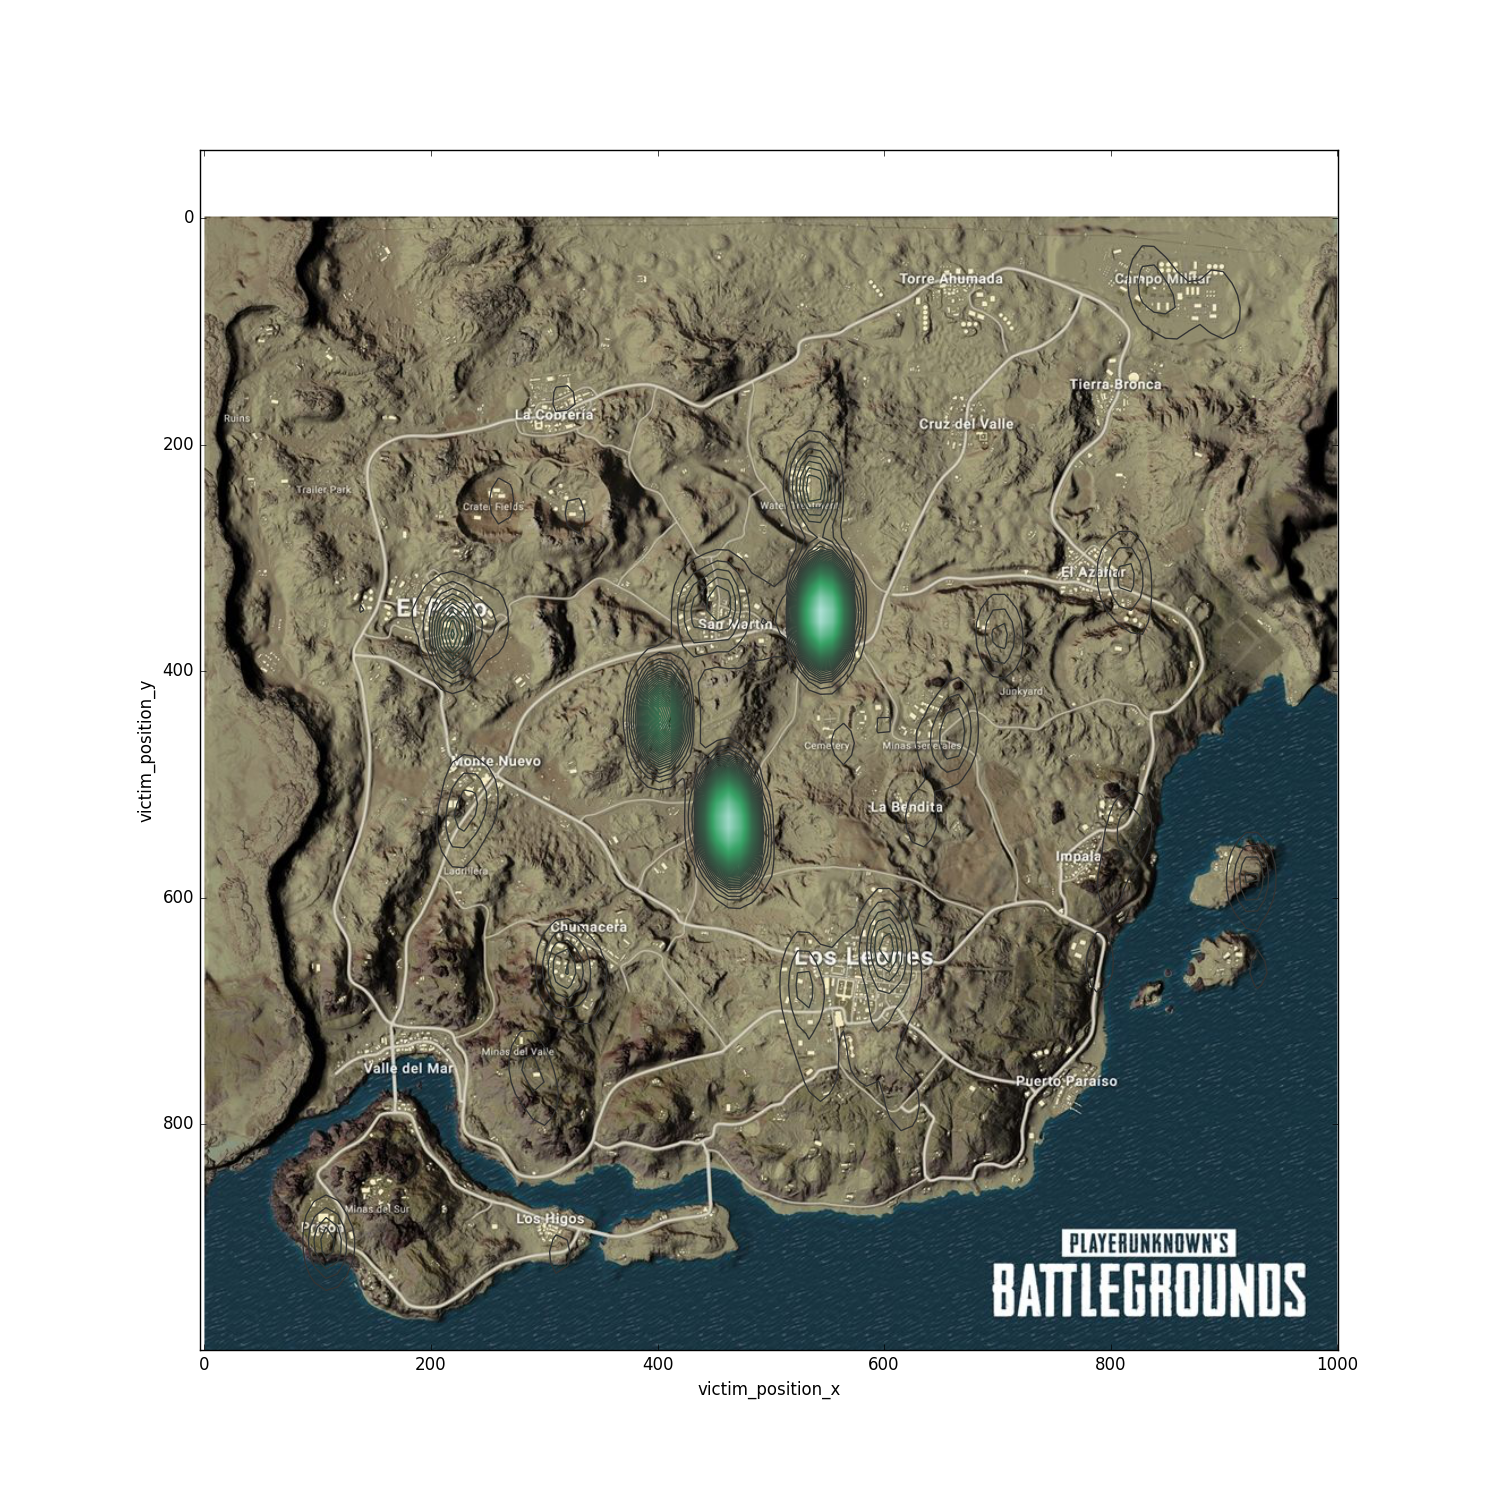 0
Torre Ahumada
Campo Militar
Tierra Bronca
La Cobreria
Ruins
Cruz del Valle
200
Trailer Park
Crater Fields
Water Treatment
El Azahar
El Pozo
San Martin
400
Junkyard
Cemetery
Minas Generales
Monte Nuevo
La Bendita
Impala
Ladrillera
600
Chumacera
Los Leones
Minas del Valle
Valle del Mar
Puerto Paraiso
800
Minas del Sur
Los Higos
Prison
PLAYERUNKNOWN'S
BATTLEGROUNDS
0 200 400 600 800 1000
victim_position_x
victim_position_y